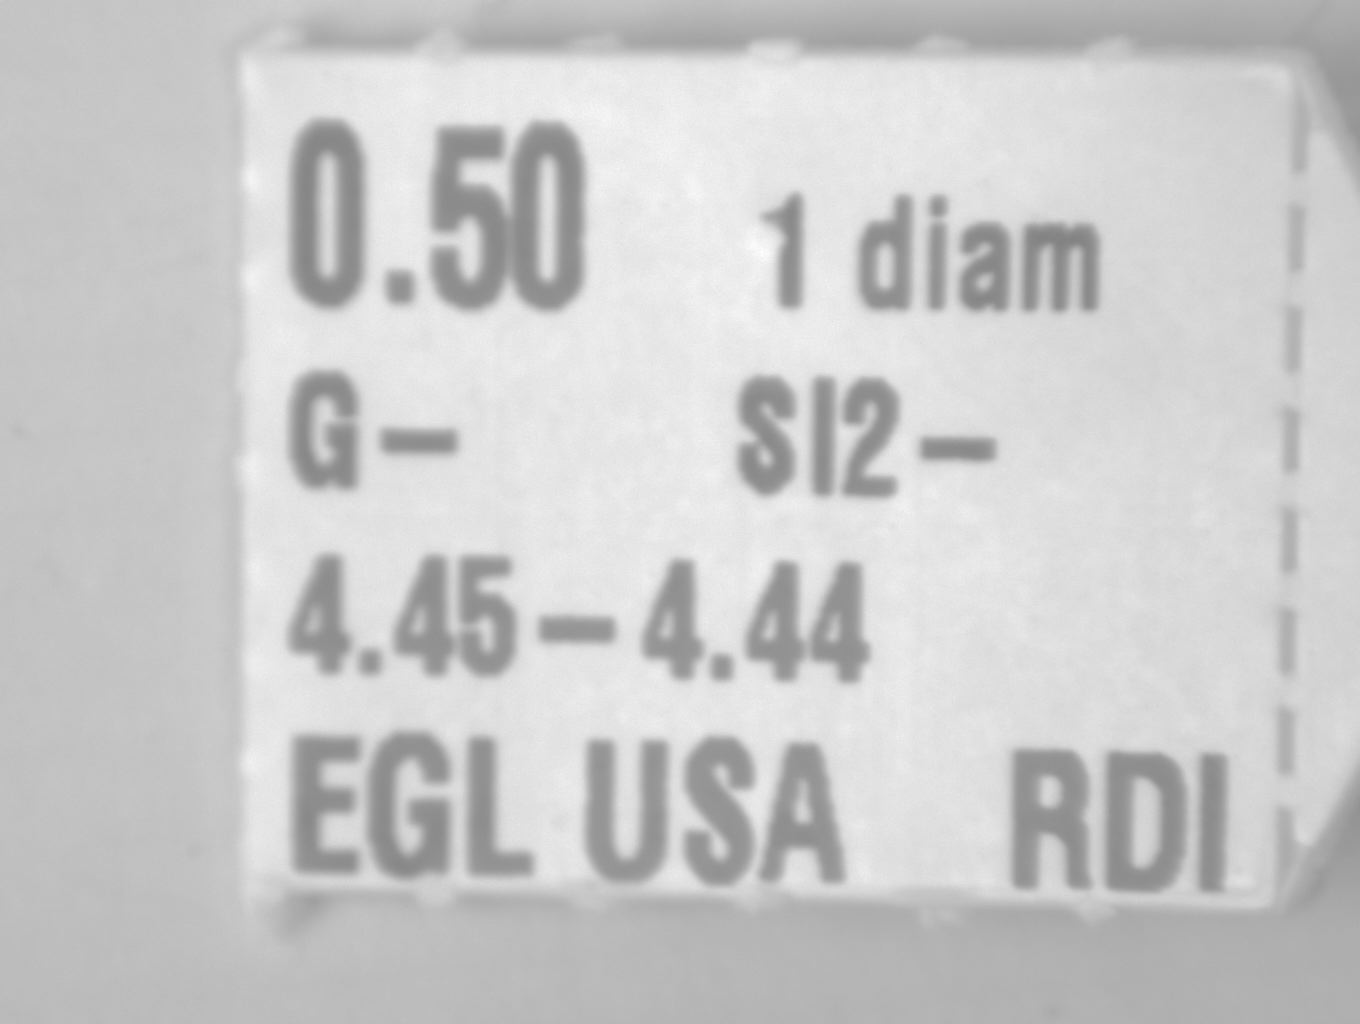 0.50 1 diam
G- SI2-
4.45-4.44
EGL USA RDI